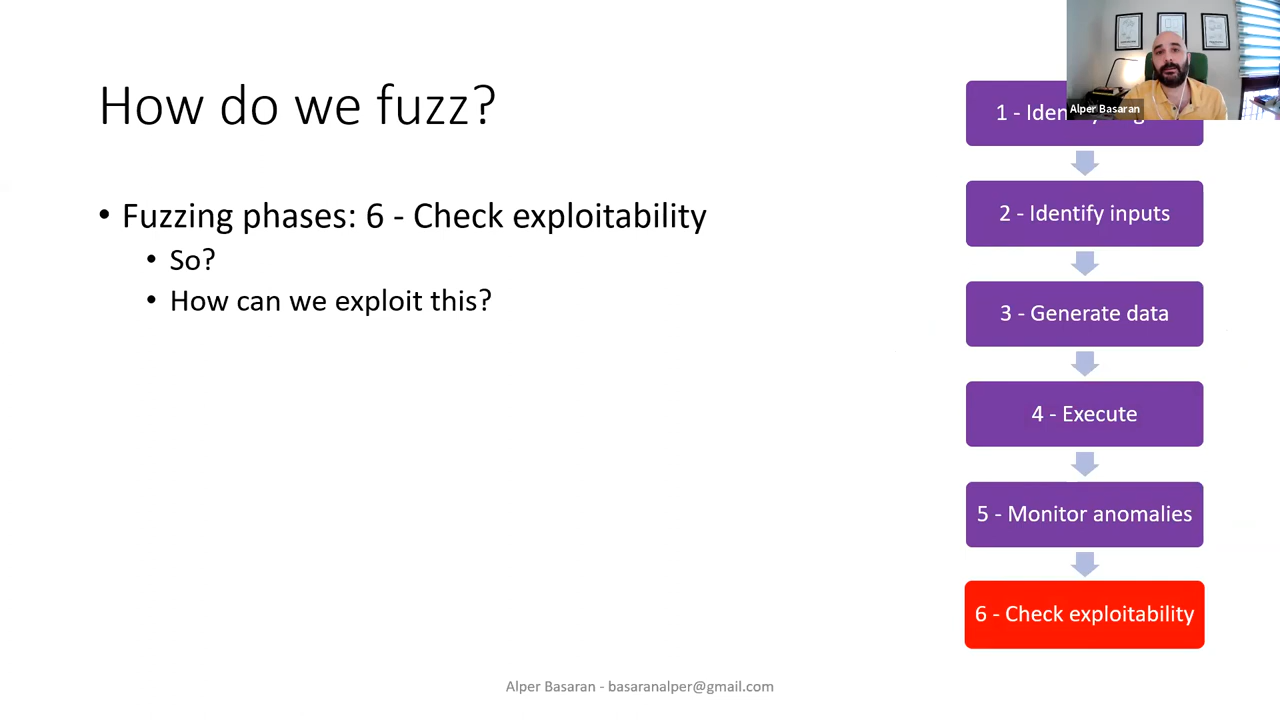 How do we fuzz?
• Fuzzing phases: 6 - Check exploitability
• So?
• How can we exploit this?
Alper Basaran
1 -
2 - Identify inputs
3 - Generate data
4 - Execute
5 - Monitor anomalies
6 - Check exploitability
Alper Basaran - basaranalper@gmail.com